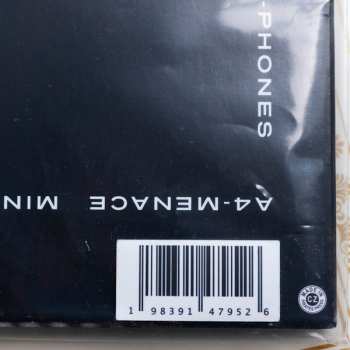 -PHONES
A4-MENACE MIN
1 98391 47952 6
MADE IN
CZ